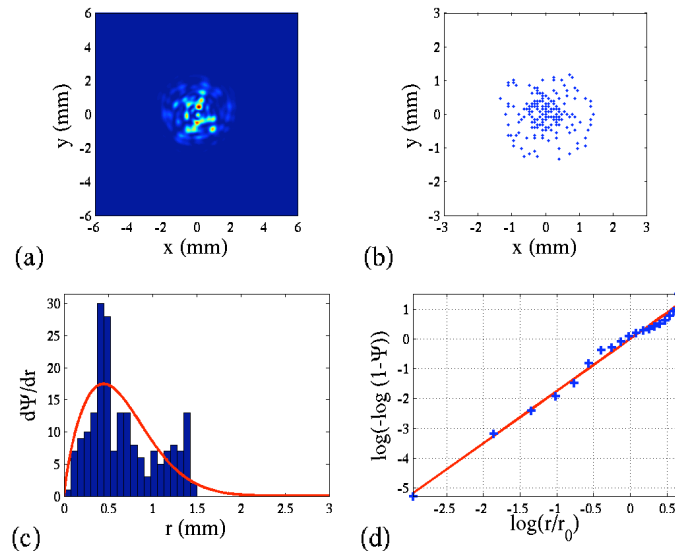 6
4
2
0
-2
-4
-6
y (mm)
-6 -4 -2 0 2 4 6
x (mm)
(a)
3
2
1
0
-1
-2
-3
y (mm)
-3 -2 -1 0 1 2 3
x (mm)
(b)
30
25
20
15
10
5
0
dΨ/dr
0 0.5 1 1.5 2 2.5 3
r (mm)
(c)
1
0
-1
-2
-3
-4
-5
log(-log (1-Ψ))
-2.5 -2 -1.5 -1 -0.5 0 0.5
log(r/r₀)
(d)